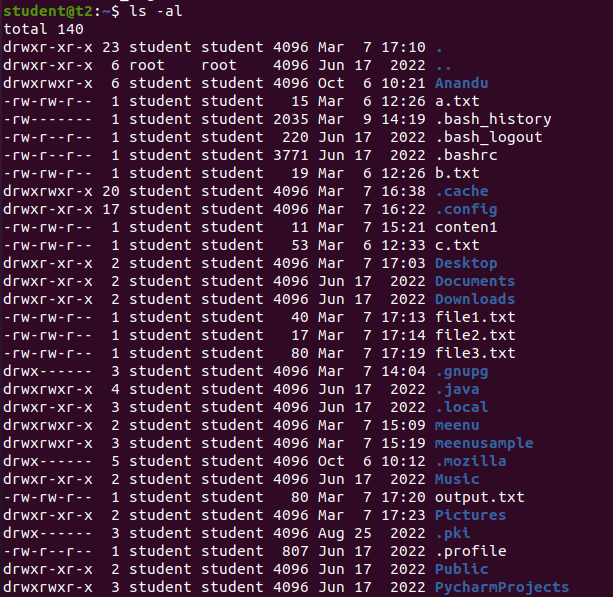 student@t2:~$ ls -al
total 140
drwxr-xr-x 23 student student 4096 Mar  7 17:10 .
drwxr-xr-x  6 root    root    4096 Jun 17  2022 ..
drwxrwxr-x  6 student student 4096 Oct  6 10:21 Anandu
-rw-rw-r--  1 student student   15 Mar  6 12:26 a.txt
-rw-------  1 student student 2035 Mar  9 14:19 .bash_history
-rw-r--r--  1 student student  220 Jun 17  2022 .bash_logout
-rw-r--r--  1 student student 3771 Jun 17  2022 .bashrc
-rw-rw-r--  1 student student   19 Mar  6 12:26 b.txt
drwxrwxr-x 20 student student 4096 Mar  7 16:38 .cache
drwxr-xr-x 17 student student 4096 Mar  7 16:22 .config
-rw-rw-r--  1 student student   11 Mar  7 15:21 conten1
-rw-rw-r--  1 student student   53 Mar  6 12:33 c.txt
drwxr-xr-x  2 student student 4096 Mar  7 17:03 Desktop
drwxr-xr-x  2 student student 4096 Jun 17  2022 Documents
drwxr-xr-x  2 student student 4096 Jun 17  2022 Downloads
-rw-rw-r--  1 student student   40 Mar  7 17:13 file1.txt
-rw-rw-r--  1 student student   17 Mar  7 17:14 file2.txt
-rw-rw-r--  1 student student   80 Mar  7 17:19 file3.txt
drwx------  3 student student 4096 Mar  7 14:04 .gnupg
drwxrwxr-x  4 student student 4096 Jun 17  2022 .java
drwxr-xr-x  3 student student 4096 Jun 17  2022 .local
drwxrwxr-x  2 student student 4096 Mar  7 15:09 meenu
drwxrwxr-x  3 student student 4096 Mar  7 15:19 meenusample
drwx------  5 student student 4096 Oct  6 10:12 .mozilla
drwxr-xr-x  2 student student 4096 Jun 17  2022 Music
-rw-rw-r--  1 student student   80 Mar  7 17:20 output.txt
drwxr-xr-x  2 student student 4096 Mar  7 17:23 Pictures
drwx------  3 student student 4096 Aug 25  2022 .pki
-rw-r--r--  1 student student  807 Jun 17  2022 .profile
drwxr-xr-x  2 student student 4096 Jun 17  2022 Public
drwxrwxr-x  3 student student 4096 Jun 17  2022 PycharmProjects